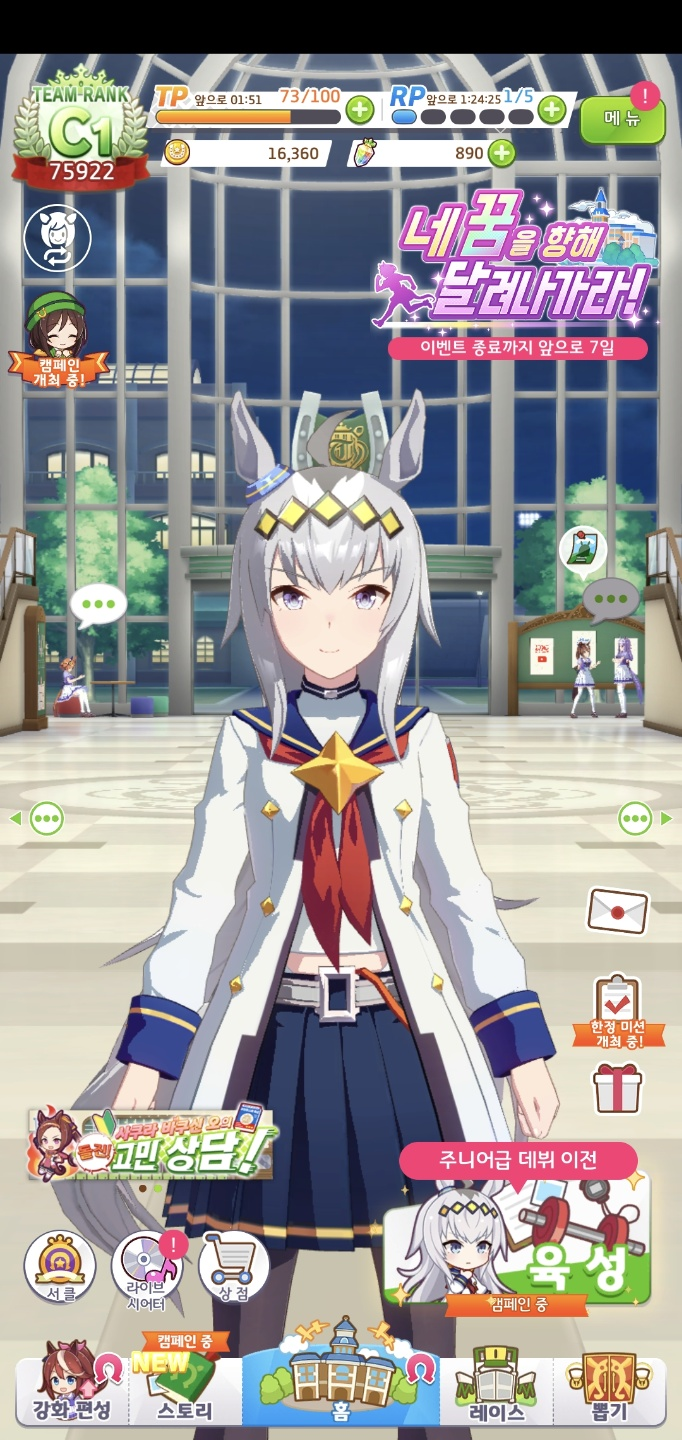 TEAM RANK
C1
75922
TP 앞으로 01:51 73/100
RP 앞으로 1:24:25 1/5
메뉴
!
16,360
890
네 꿈을 향해
달려나가라!
이벤트 종료까지 앞으로 7일
캠페인
개최 중!
한정 미션
개최 중!
사쿠라 바쿠신 오의
돌진!
고민 상담!
주니어급 데뷔 이전
육성
캠페인 중
서클
!
라이브
시어터
상점
캠페인 중
NEW
강화 편성
스토리
홈
레이스
뽑기